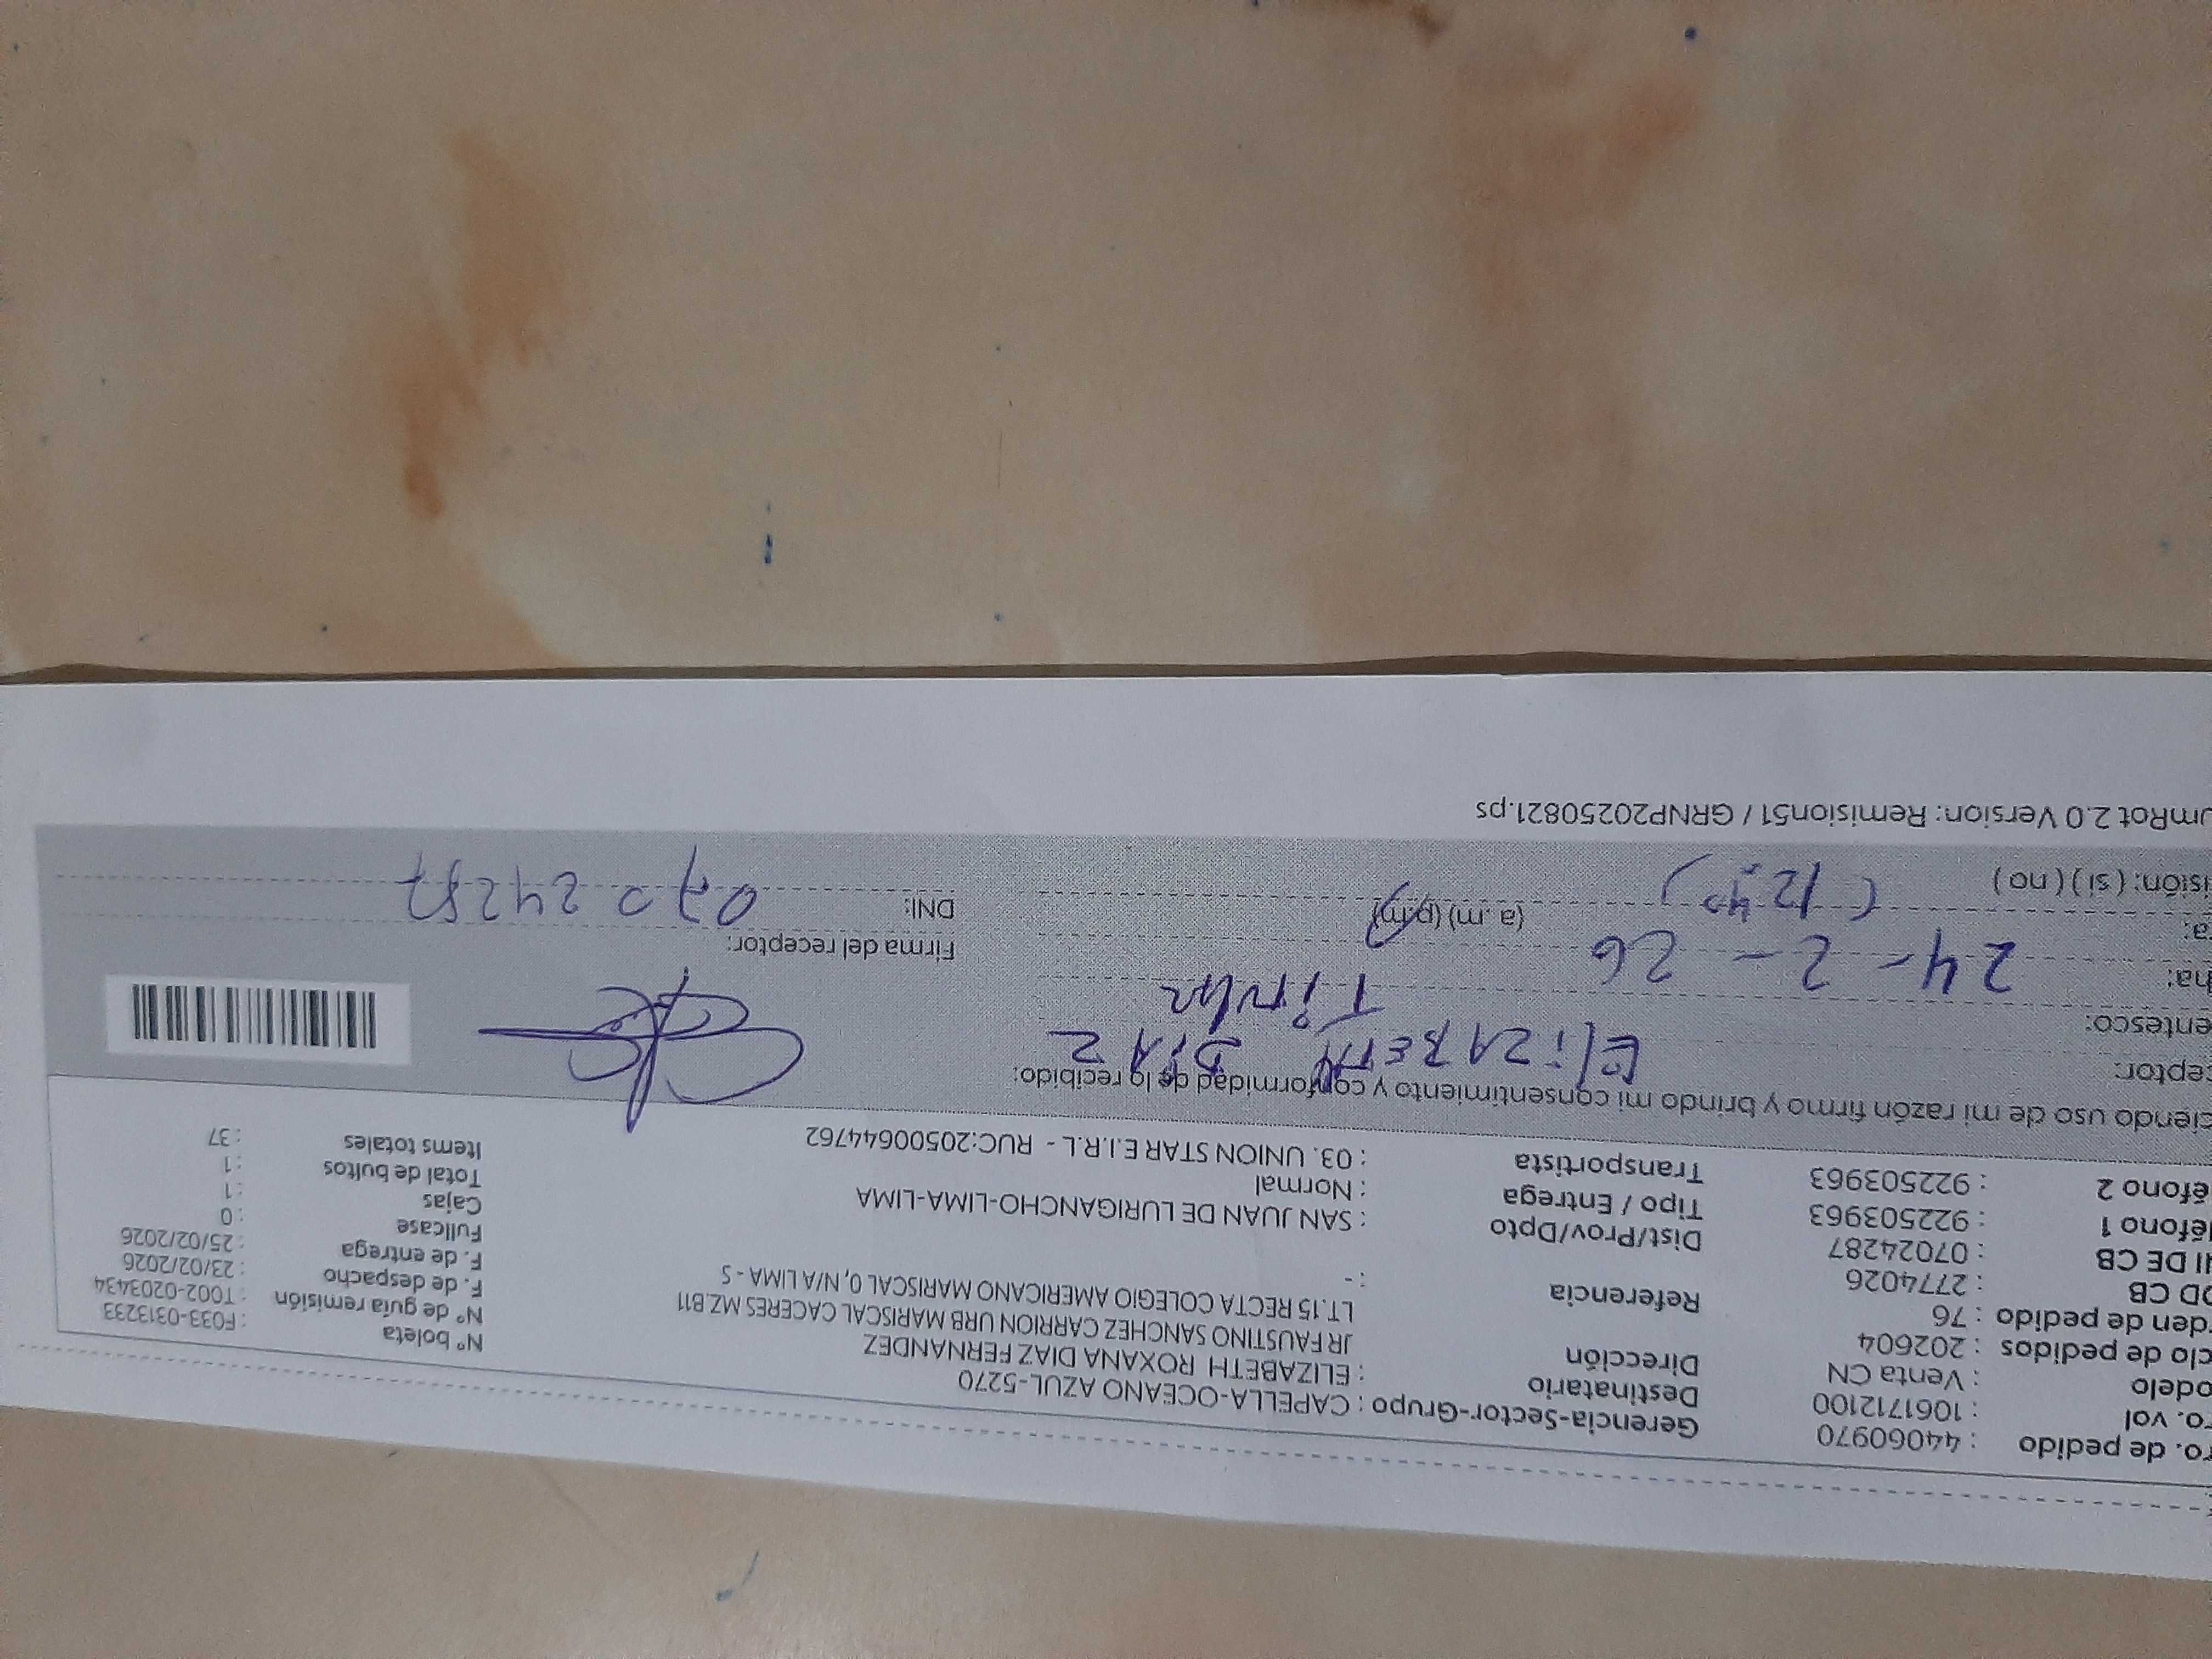 ro. de pedido : 44060970
ro. vol : 1061712100
odelo : Venta CN
clo de pedidos : 202604
rden de pedido : 76
OD CB : 2774026
NI DE CB : 07024287
léfono 1 : 922503963
léfono 2 : 922503963
Gerencia-Sector-Grupo : CAPELLA-OCEANO AZUL-5270
Destinatario : ELIZABETH ROXANA DIAZ FERNANDEZ
Dirección JR FAUSTINO SANCHEZ CARRION URB MARISCAL CACERES MZ.B11
LT.15 RECTA COLEGIO AMERICANO MARISCAL 0, N/A LIMA - S
Referencia : -
Dist/Prov/Dpto : SAN JUAN DE LURIGANCHO-LIMA-LIMA
Tipo / Entrega : Normal
Transportista : 03. UNION STAR E.I.R.L - RUC:20500644762
N° boleta : F033-0313233
N° de guía remisión : T002-0203434
F. de despacho : 23/02/2026
F. de entrega : 25/02/2026
Fullcase : 0
Cajas : 1
Total de bultos : 1
Items totales : 37
ciendo uso de mi razón firmo y brindo mi consentimiento y conformidad de lo recibido:
ceptor: ElizABETH DiAZ
entesco:
ha: 24-2-26
ra: (12:40) (a.m) (p.m)
isión: ( si ) ( no )
Firma del receptor:
DNI:
umRot 2.0 Version: Remision51 / GRNP20250821.ps